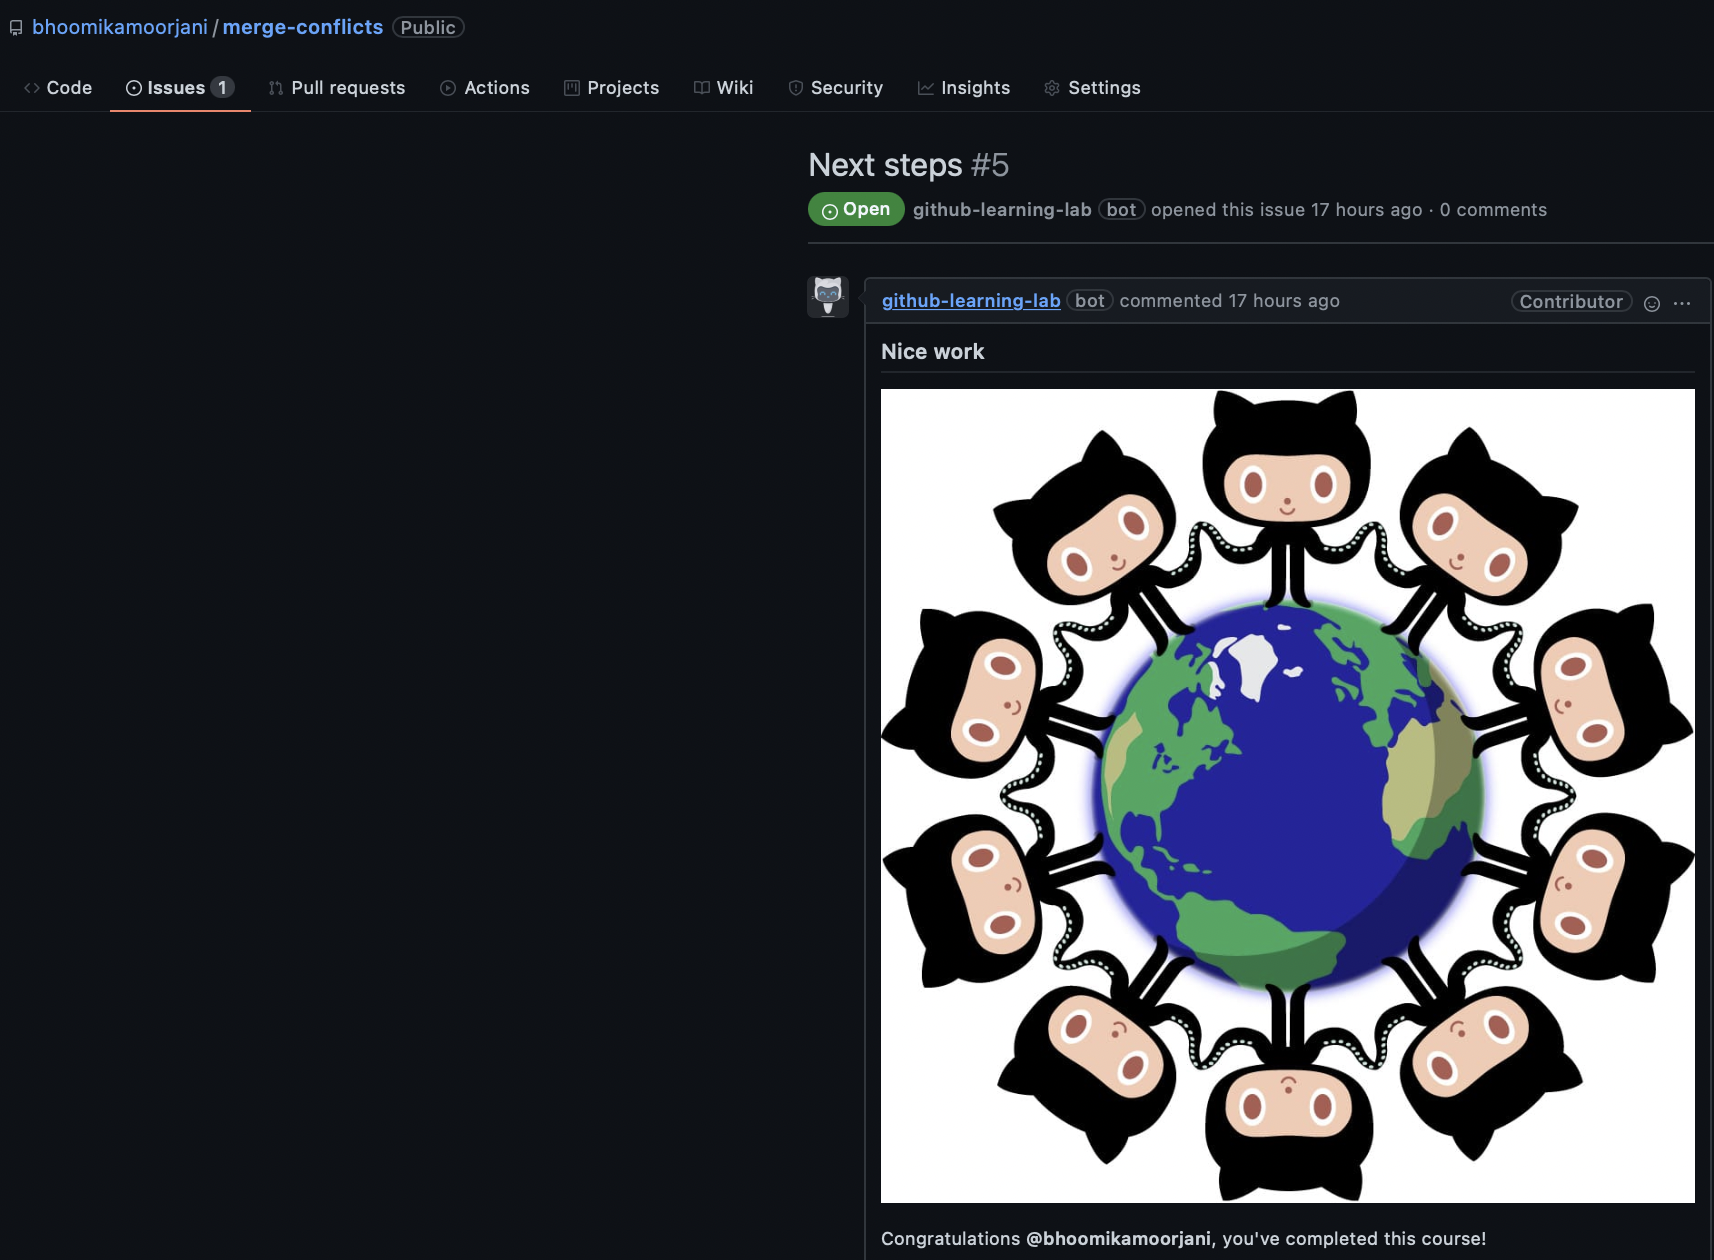 bhoomikamoorjani / merge-conflicts Public
Code Issues 1 Pull requests Actions Projects Wiki Security Insights Settings
Next steps #5
Open github-learning-lab bot opened this issue 17 hours ago · 0 comments
github-learning-lab bot commented 17 hours ago Contributor ...
Nice work
Congratulations @bhoomikamoorjani, you've completed this course!